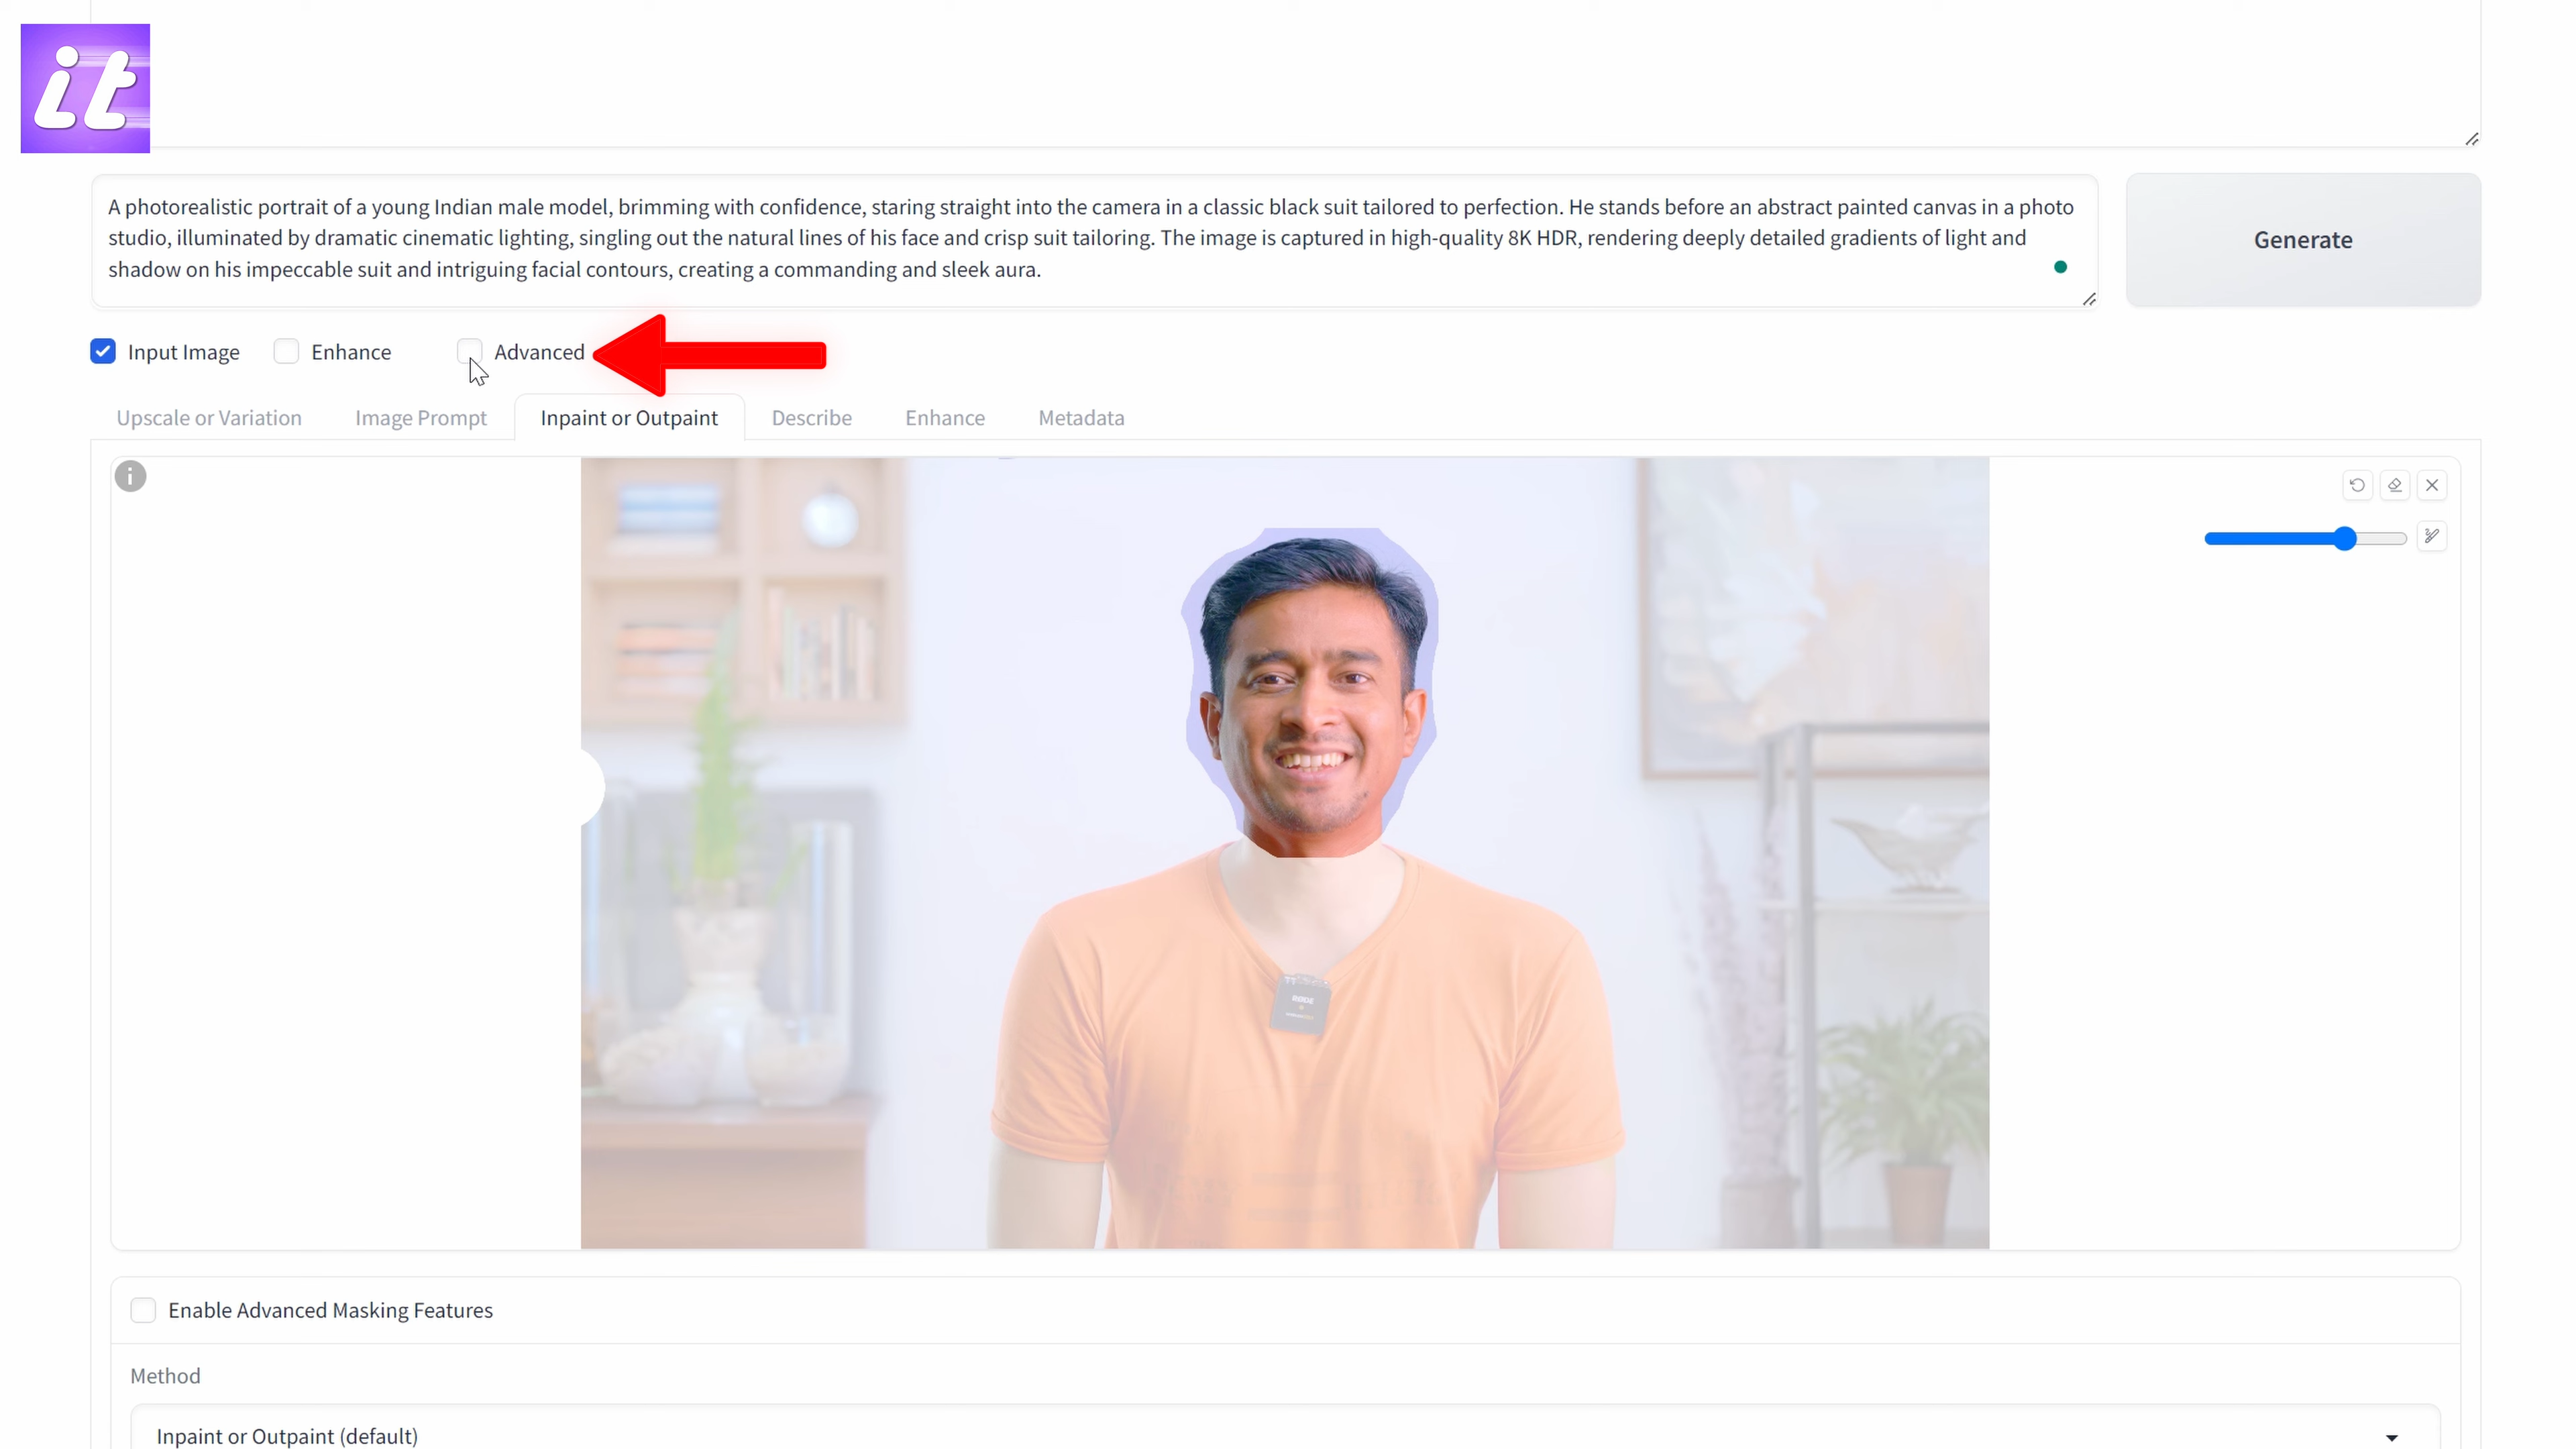 it
A photorealistic portrait of a young Indian male model, brimming with confidence, staring straight into the camera in a classic black suit tailored to perfection. He stands before an abstract painted canvas in a photo
studio, illuminated by dramatic cinematic lighting, singling out the natural lines of his face and crisp suit tailoring. The image is captured in high-quality 8K HDR, rendering deeply detailed gradients of light and
shadow on his impeccable suit and intriguing facial contours, creating a commanding and sleek aura.
Generate
Input Image Enhance Advanced
Upscale or Variation Image Prompt Inpaint or Outpaint Describe Enhance Metadata
i
RØDE
Enable Advanced Masking Features
Method
Inpaint or Outpaint (default)